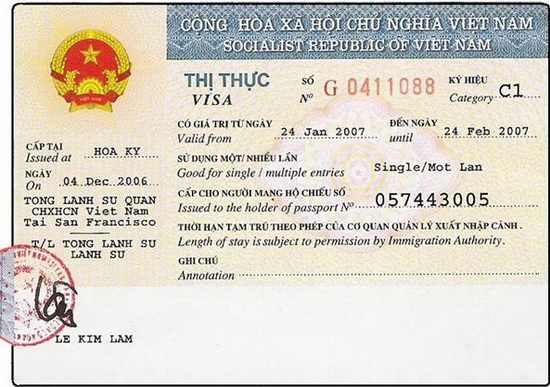 CỘNG HÒA XÃ HỘI CHỦ NGHĨA VIỆT NAM
SOCIALIST REPUBLIC OF VIET NAM
THỊ THỰC
VISA
SỐ
Nº G 0411088
KÝ HIỆU
Category C1
CÓ GIÁ TRỊ TỪ NGÀY
Valid from 24 Jan 2007
ĐẾN NGÀY
until 24 Feb 2007
CẤP TẠI
Issued at HOA KY
NGÀY
On 04 Dec 2006
SỬ DỤNG MỘT/NHIỀU LẦN
Good for single / multiple entries Single/Mot Lan
CẤP CHO NGƯỜI MANG HỘ CHIẾU SỐ
Issued to the holder of passport Nº 057443005
TONG LANH SU QUAN
CHXHCN Viet Nam
Tai San Francisco
T/L TONG LANH SU
LANH SU
THỜI HẠN TẠM TRÚ THEO PHÉP CỦA CƠ QUAN QUẢN LÝ XUẤT NHẬP CẢNH .
Length of stay is subject to permission by Immigration Authority.
GHI CHÚ
Annotation
LE KIM LAM